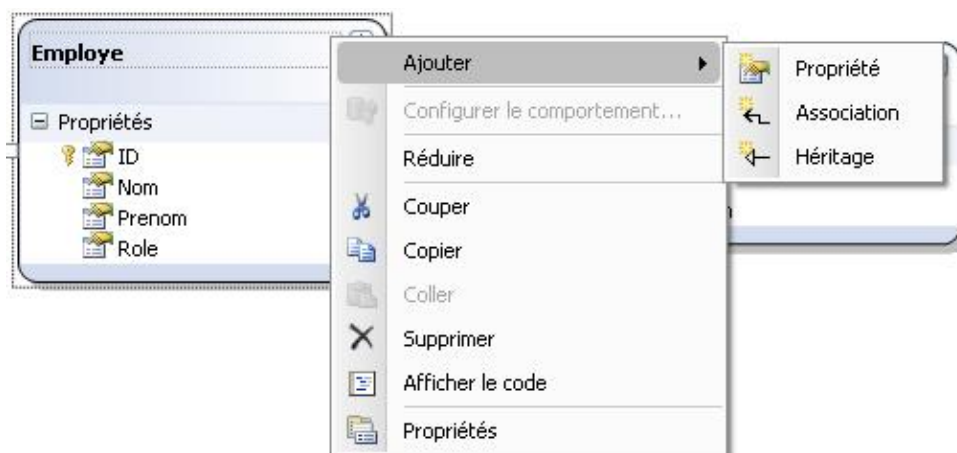 Employe
Propriétés
ID
Nom
Prenom
Role
Ajouter
Configurer le comportement...
Réduire
Couper
Copier
Coller
Supprimer
Afficher le code
Propriétés
Propriété
Association
Héritage